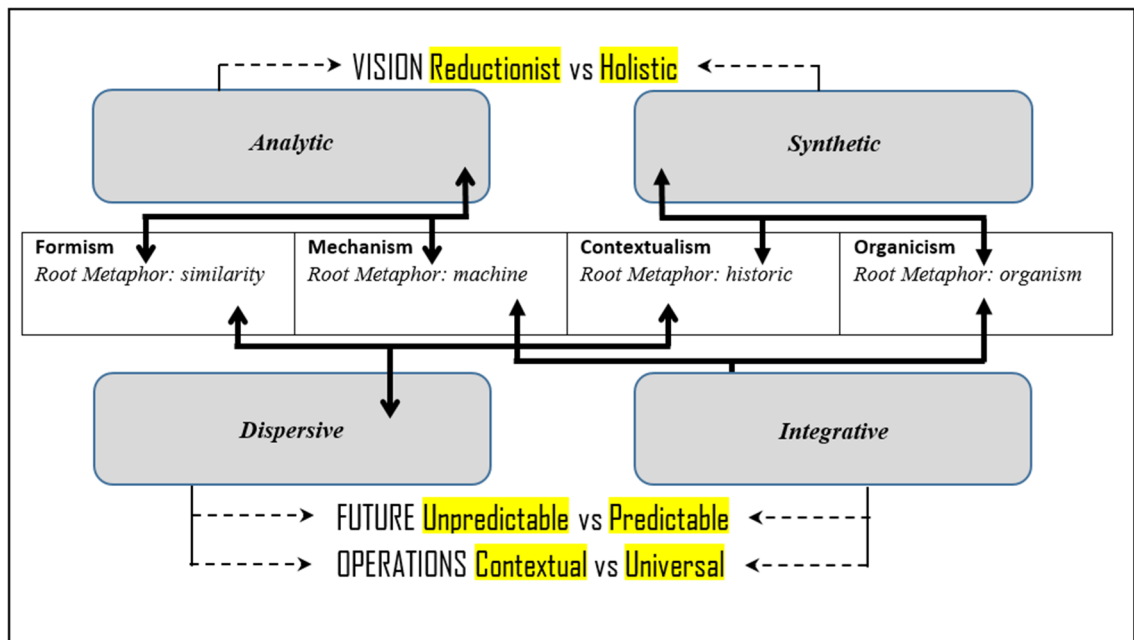 VISION Reductionist vs Holistic
Analytic
Synthetic
Formism
Root Metaphor: similarity
Mechanism
Root Metaphor: machine
Contextualism
Root Metaphor: historic
Organicism
Root Metaphor: organism
Dispersive
Integrative
FUTURE Unpredictable vs Predictable
OPERATIONS Contextual vs Universal